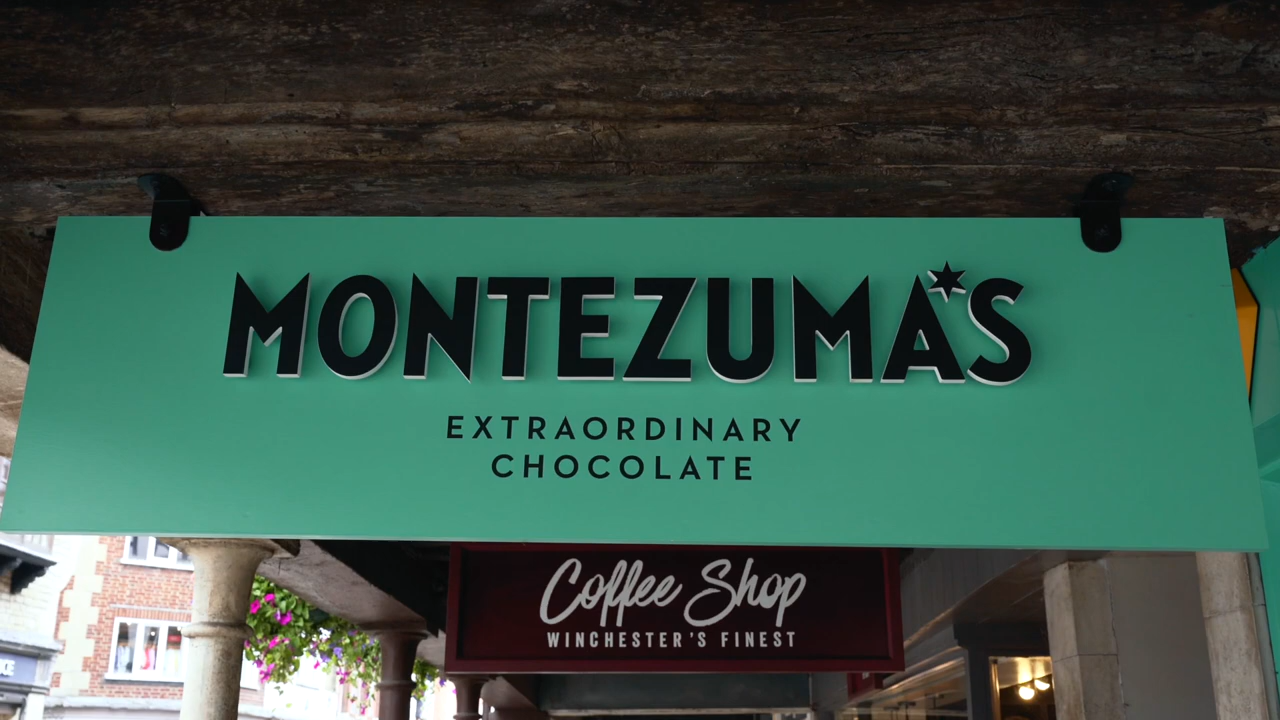 MONTEZUMA'S
EXTRAORDINARY
CHOCOLATE
Coffee Shop
WINCHESTER'S FINEST